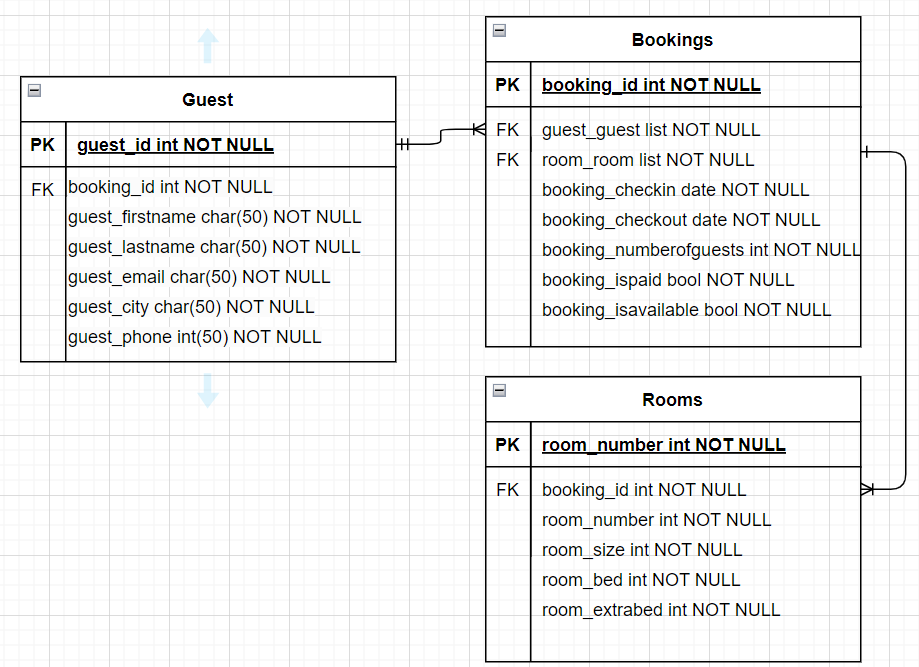 Guest
PK guest_id int NOT NULL
FK booking_id int NOT NULL
guest_firstname char(50) NOT NULL
guest_lastname char(50) NOT NULL
guest_email char(50) NOT NULL
guest_city char(50) NOT NULL
guest_phone int(50) NOT NULL
Bookings
PK booking_id int NOT NULL
FK guest_guest list NOT NULL
FK room_room list NOT NULL
booking_checkin date NOT NULL
booking_checkout date NOT NULL
booking_numberofguests int NOT NULL
booking_ispaid bool NOT NULL
booking_isavailable bool NOT NULL
Rooms
PK room_number int NOT NULL
FK booking_id int NOT NULL
room_number int NOT NULL
room_size int NOT NULL
room_bed int NOT NULL
room_extrabed int NOT NULL